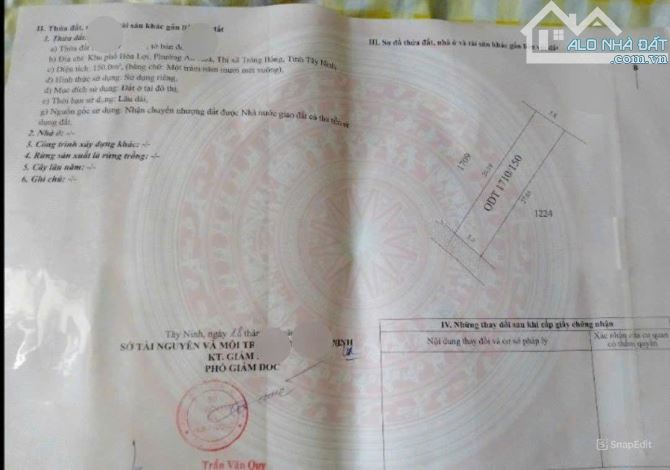 II. Thửa đất, tài sản khác gắn đất
1. Thửa đất:
a) Thửa đất tờ bản đồ
b) Địa chỉ: Khu phố Hòa Lợi, Phường Thị xã Trảng Bàng, Tỉnh Tây Ninh,
c) Diện tích: 150.0m², (bằng chữ: Một trăm năm mươi mét vuông),
d) Hình thức sử dụng: Sử dụng riêng,
đ) Mục đích sử dụng: Đất ở tại đô thị,
e) Thời hạn sử dụng: Lâu dài,
g) Nguồn gốc sử dụng: Nhận chuyển nhượng đất được Nhà nước giao đất có thu tiền sử
dụng đất.
2. Nhà ở: -/-
3. Công trình xây dựng khác: -/-
4. Rừng sản xuất là rừng trồng: -/-
5. Cây lâu năm: -/-
6. Ghi chú: -/-
Tây Ninh, ngày
SỞ TÀI NGUYÊN VÀ MÔI NINH
KT. GIÁM
PHÓ GIÁM ĐỐC
Trần Văn Quy
III. Sơ đồ thửa đất, nhà ở và tài sản khác gắn liền với đất
1709
ODT 1710/150
1224
IV. Những thay đổi sau khi cấp giấy chứng nhận
Nội dung thay đổi và cơ sở pháp lý
Xác nhận của cơ quan
có thẩm quyền
ALO NHÀ ĐẤT
SnapEdit